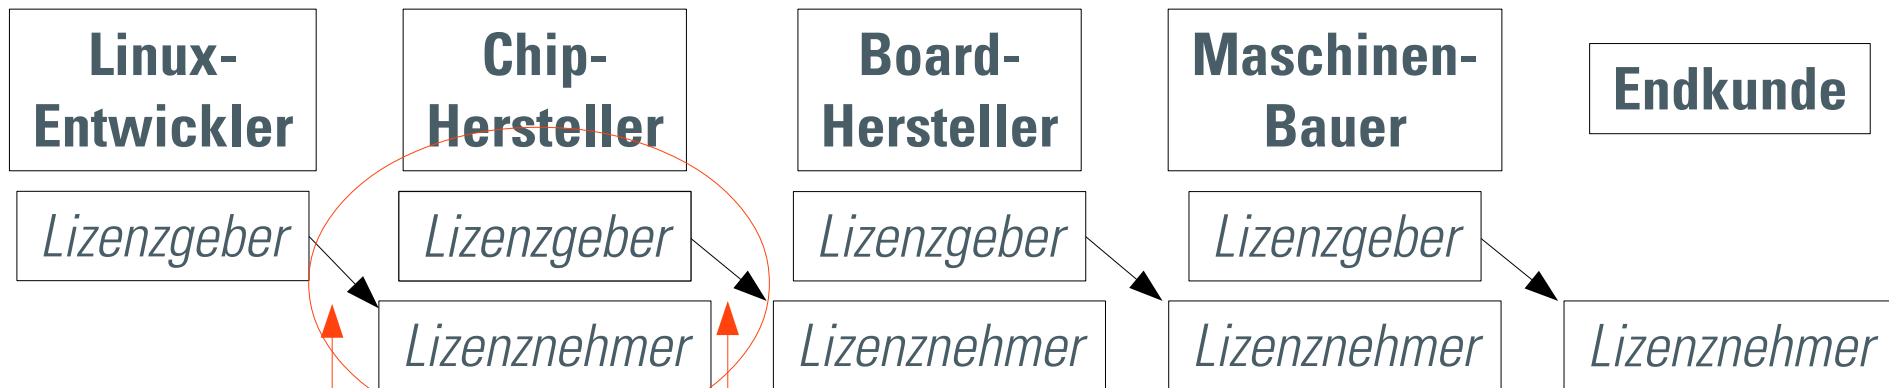 Linux-
Entwickler
Chip-
Hersteller
Board-
Hersteller
Maschinen-
Bauer
Endkunde
Lizenzgeber
Lizenzgeber
Lizenzgeber
Lizenzgeber
Lizenznehmer
Lizenznehmer
Lizenznehmer
Lizenznehmer